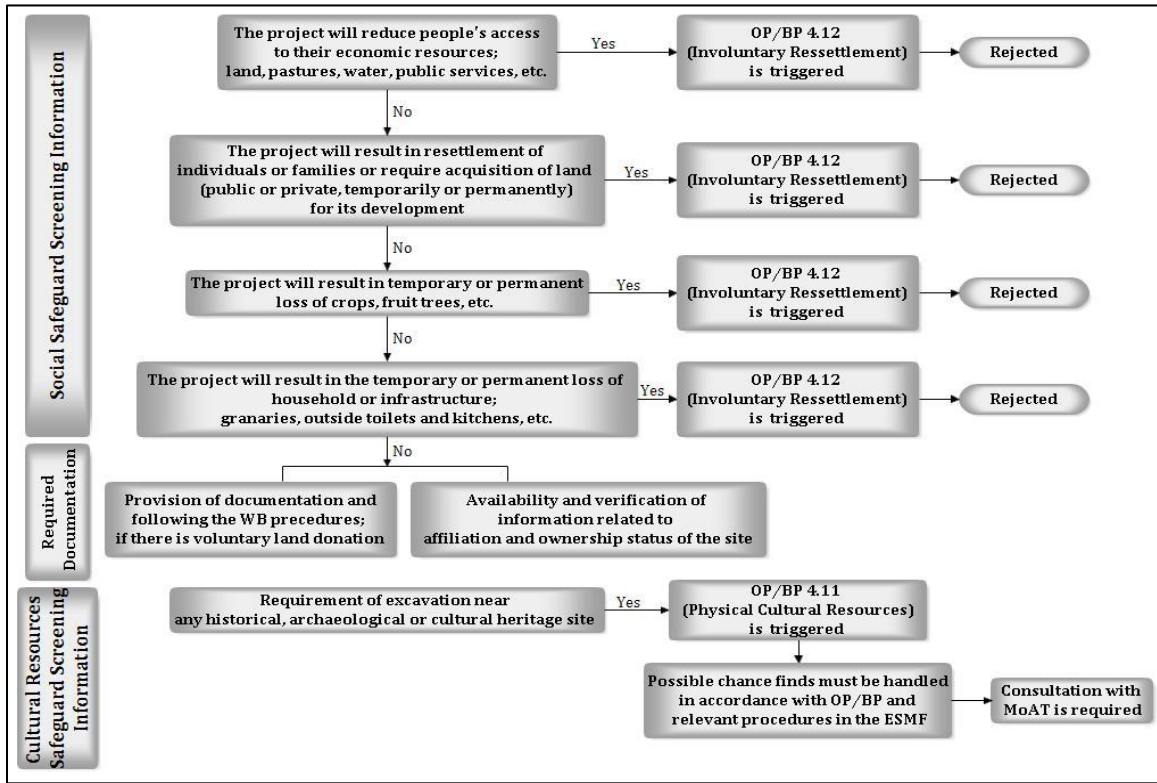 Social Safeguard Screening Information
The project will reduce people's access
to their economic resources;
land, pastures, water, public services, etc.
Yes
OP/BP 4.12
(Involuntary Ressettlement)
is triggered
Rejected
No
The project will result in resettlement of
individuals or families or require acquisition of land
(public or private, temporarily or permanently)
for its development
Yes
OP/BP 4.12
(Involuntary Ressettlement)
is triggered
Rejected
No
The project will result in temporary or permanent
loss of crops, fruit trees, etc.
Yes
OP/BP 4.12
(Involuntary Ressettlement)
is triggered
Rejected
No
The project will result in the temporary or permanent loss of
household or infrastructure;
granaries, outside toilets and kitchens, etc.
Yes
OP/BP 4.12
(Involuntary Ressettlement)
is triggered
Rejected
No
Required
Documentation
Provision of documentation and
following the WB precedures;
if there is voluntary land donation
Availability and verification of
information related to
affiliation and ownership status of the site
Cultural Resources
Safeguard Screening
Information
Requirement of excavation near
any historical, archaeological or cultural heritage site
Yes
OP/BP 4.11
(Physical Cultural Resources)
is triggered
Possible chance finds must be handled
in accordance with OP/BP and
relevant procedures in the ESMF
Consultation with
MoAT is required